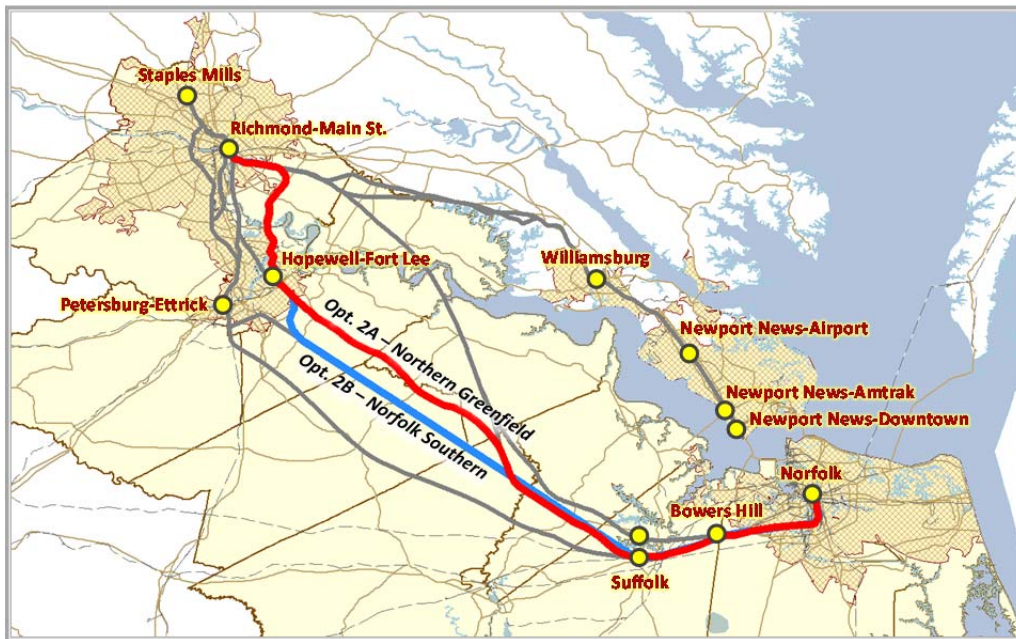 Staples Mills
Richmond-Main St.
Hopewell-Fort Lee
Williamsburg
Petersburg-Ettrick
Opt. 2A – Northern Greenfield
Opt. 2B – Norfolk Southern
Newport News-Airport
Newport News-Amtrak
Newport News-Downtown
Norfolk
Bowers Hill
Suffolk